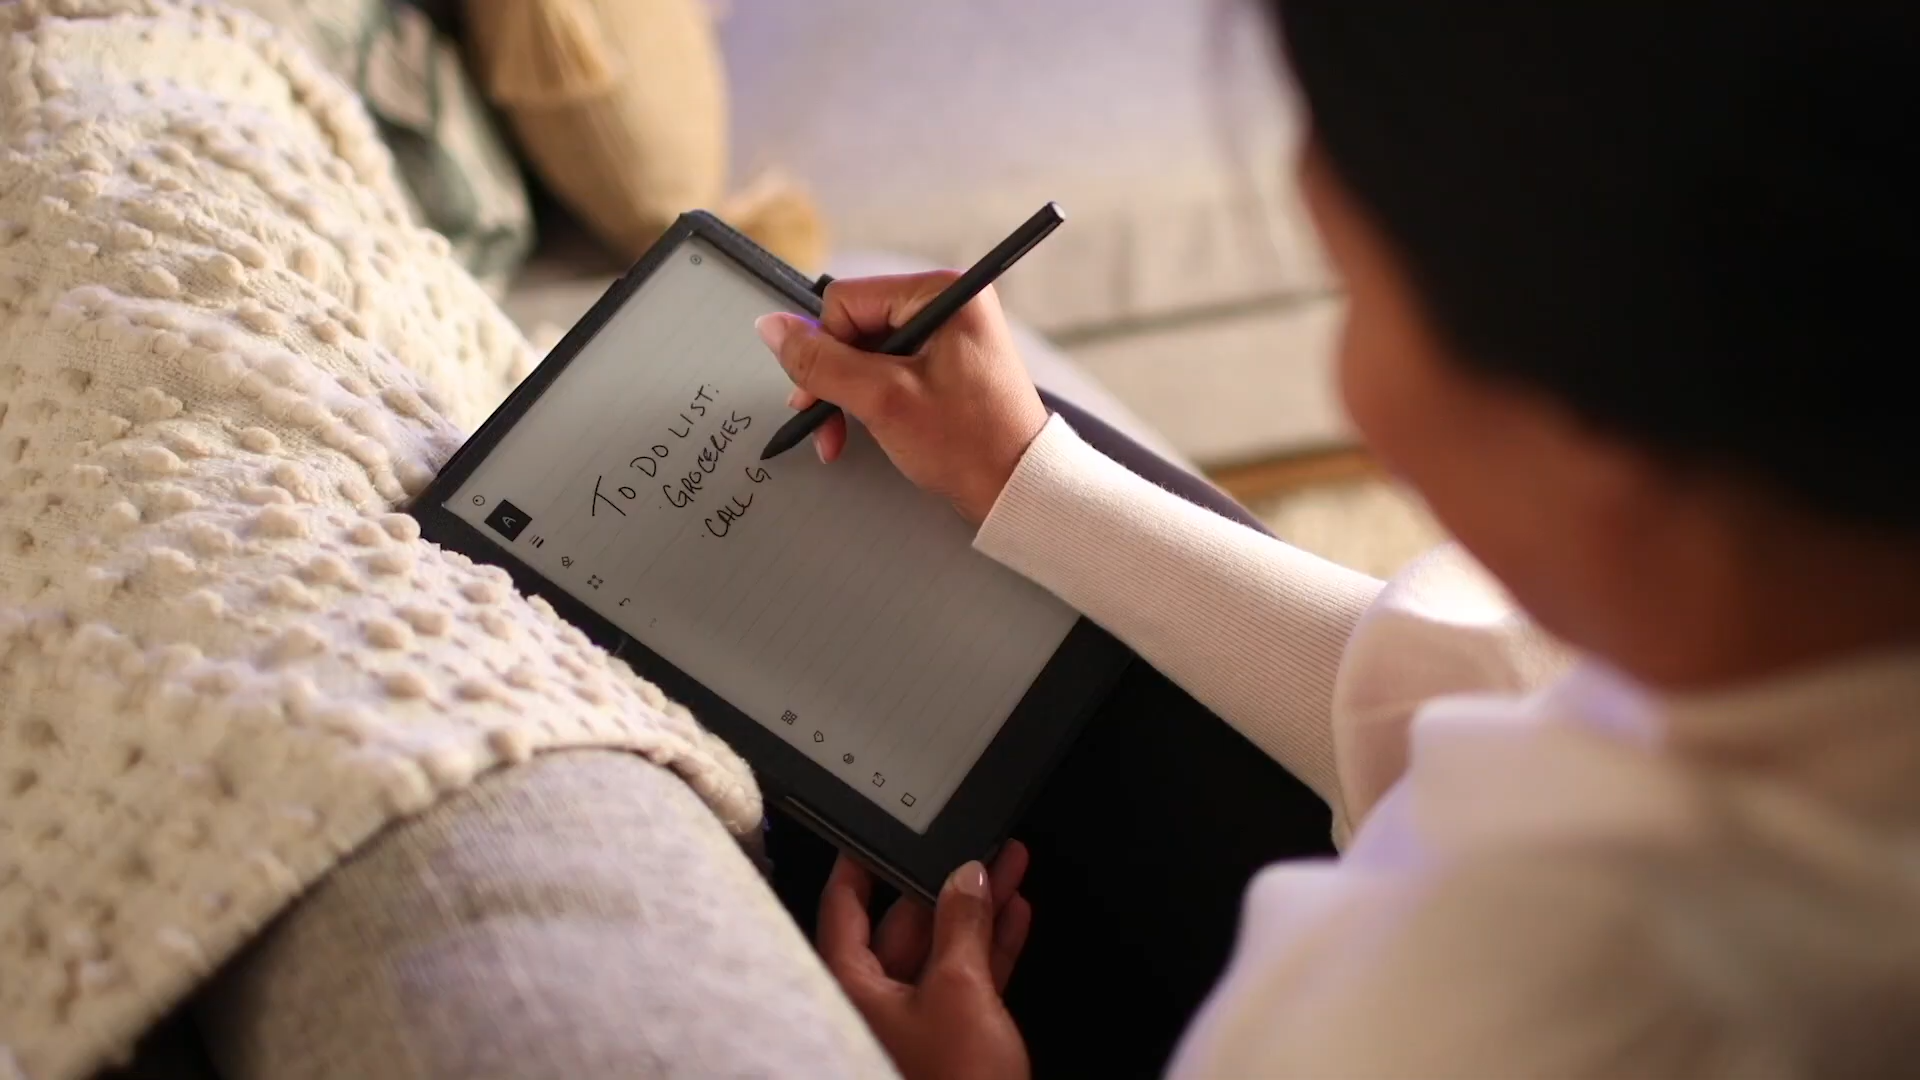 TO DO LIST:
· GROCERIES
· CALL G
A